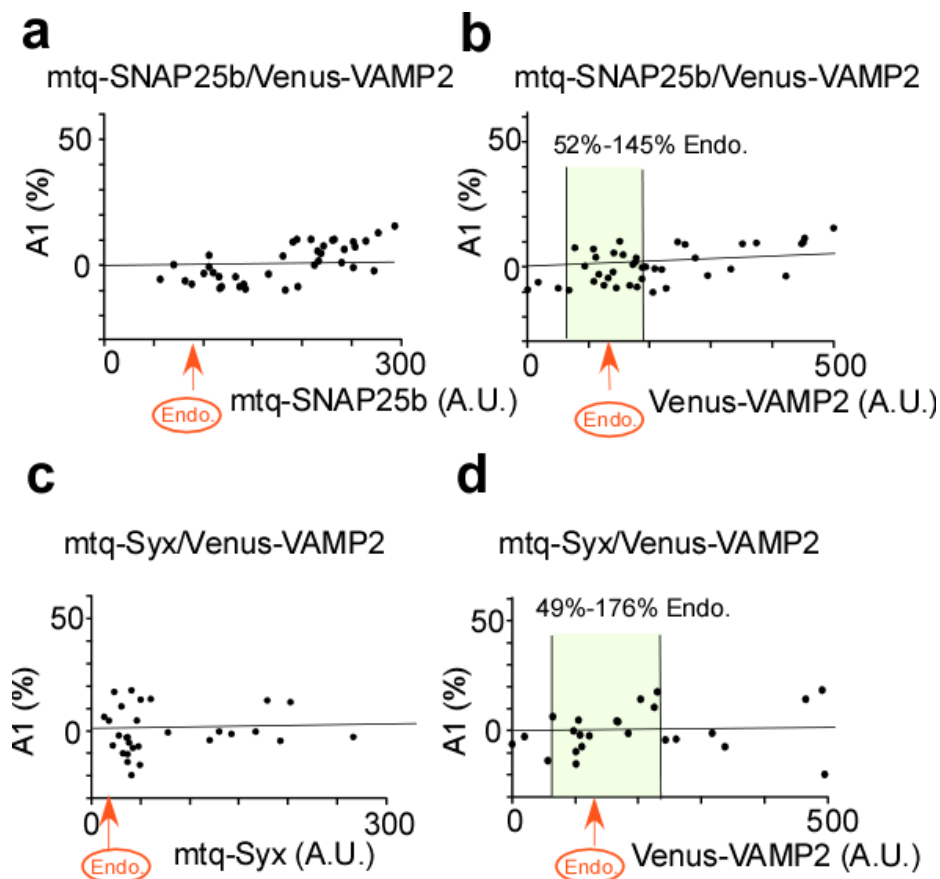 a
mtq-SNAP25b/Venus-VAMP2
50
0
A1 (%)
0
300
Endo.
mtq-SNAP25b (A.U.)
b
mtq-SNAP25b/Venus-VAMP2
52%-145% Endo.
50
0
A1 (%)
0
500
Endo.
Venus-VAMP2 (A.U.)
c
mtq-Syx/Venus-VAMP2
50
0
A1 (%)
0
300
Endo.
mtq-Syx (A.U.)
d
mtq-Syx/Venus-VAMP2
49%-176% Endo.
50
0
A1 (%)
0
500
Endo.
Venus-VAMP2 (A.U.)